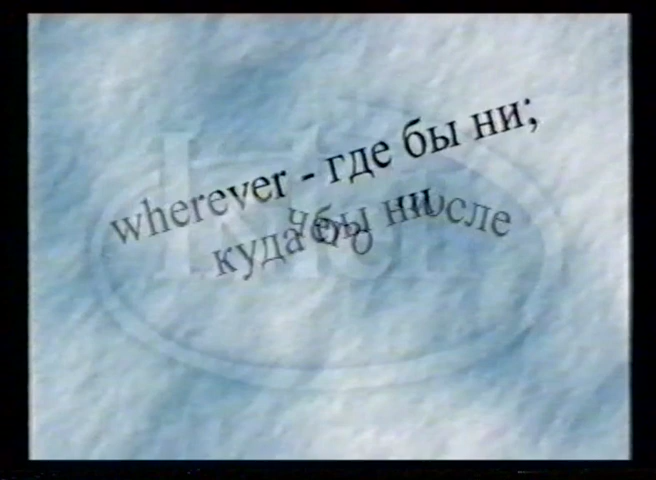 wherever - где бы ни;
куда бы ни